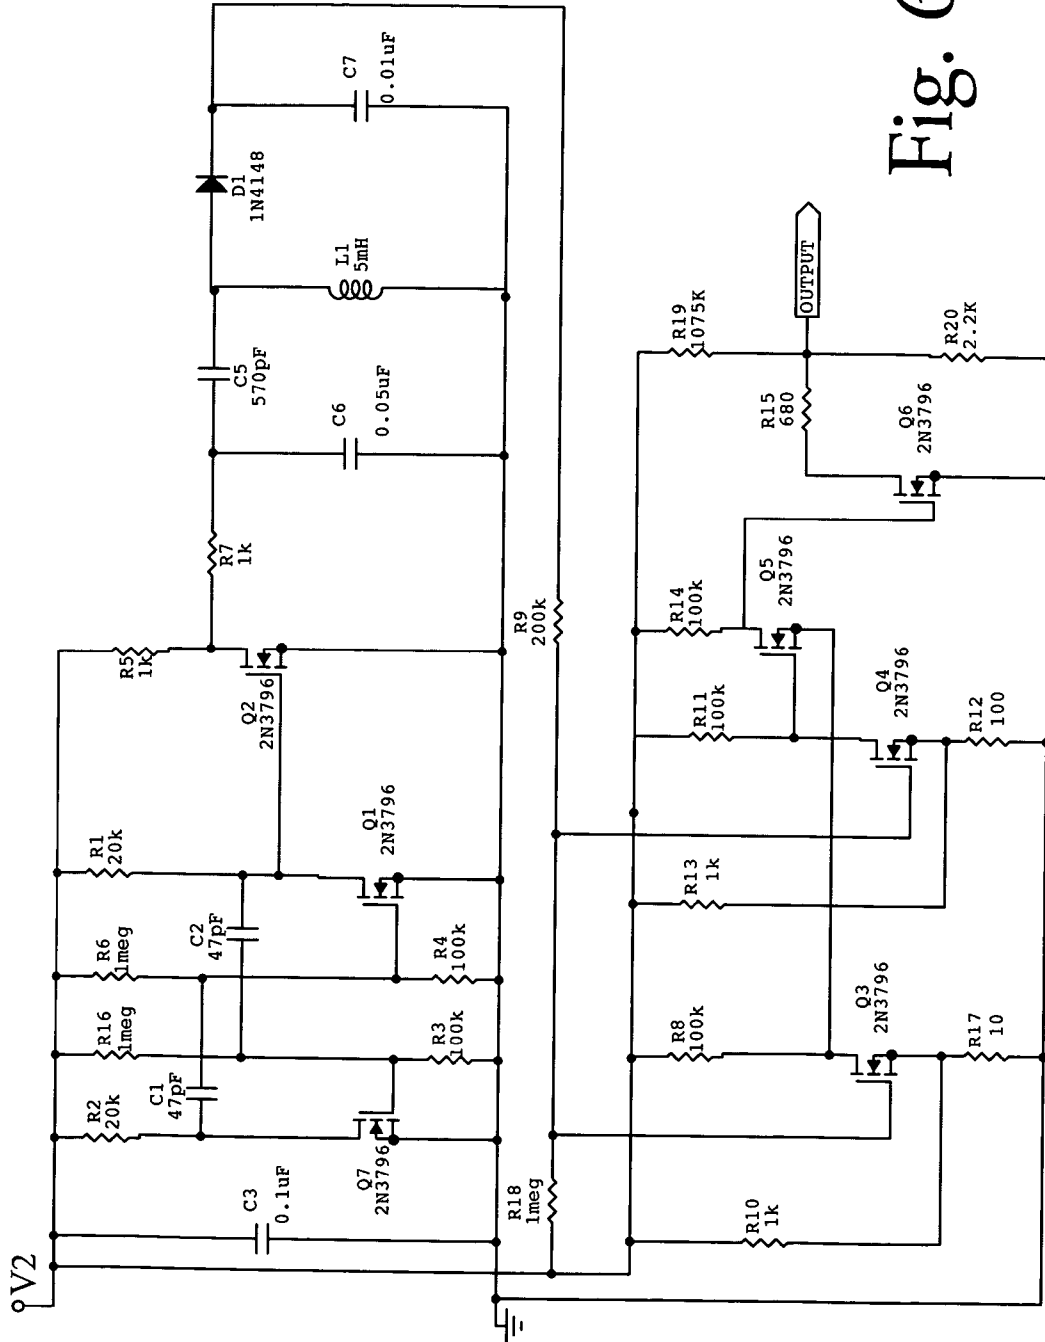 V2
C3
0.1uF
R2
20k
C1
47pF
Q7
2N3796
R16
1meg
R3
100k
R6
1meg
R4
100k
C2
47pF
R1
20k
Q1
2N3796
Q2
2N3796
R5
1k
R7
1k
C6
0.05uF
C5
570pF
L1
5mH
D1
1N4148
C7
0.01uF
R18
1meg
R9
200k
R10
1k
R8
100k
Q3
2N3796
R17
10
R13
1k
R11
100k
Q4
2N3796
R12
100
R14
100k
Q5
2N3796
Q6
2N3796
R15
680
R19
1075K
R20
2.2K
OUTPUT
Fig.